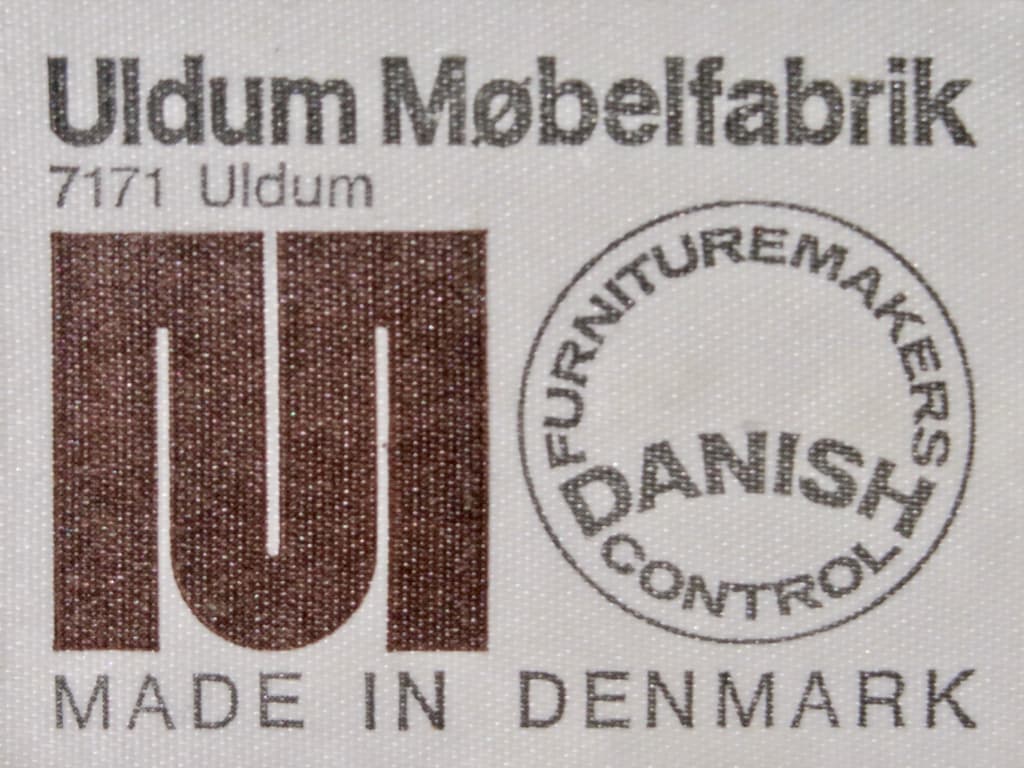 Uldum Møbelfabrik
7171 Uldum
FURNITUREMAKERS
DANISH
CONTROL
MADE IN DENMARK